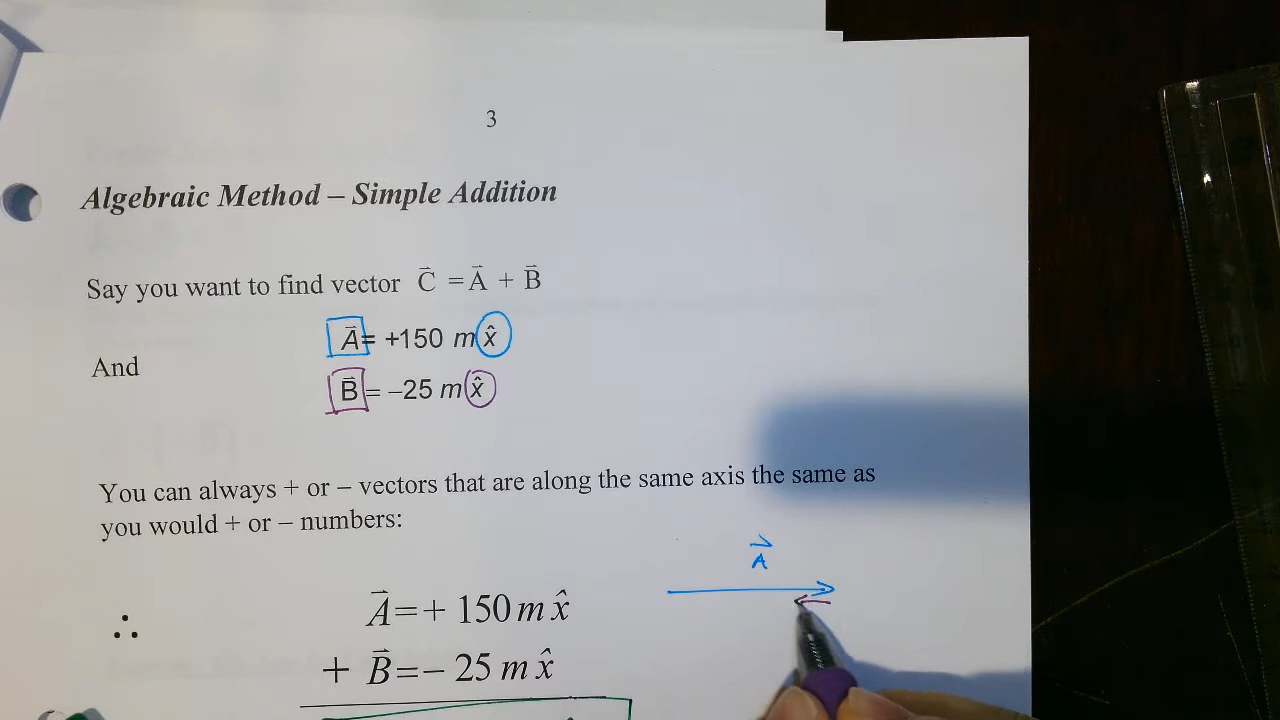 3
Algebraic Method – Simple Addition
Say you want to find vector C⃗ = A⃗ + B⃗
A⃗= +150 m x̂
And
B⃗= –25 m x̂
You can always + or – vectors that are along the same axis the same as
you would + or – numbers:
A⃗
∴ A⃗=+ 150 m x̂
+ B⃗=– 25 m x̂